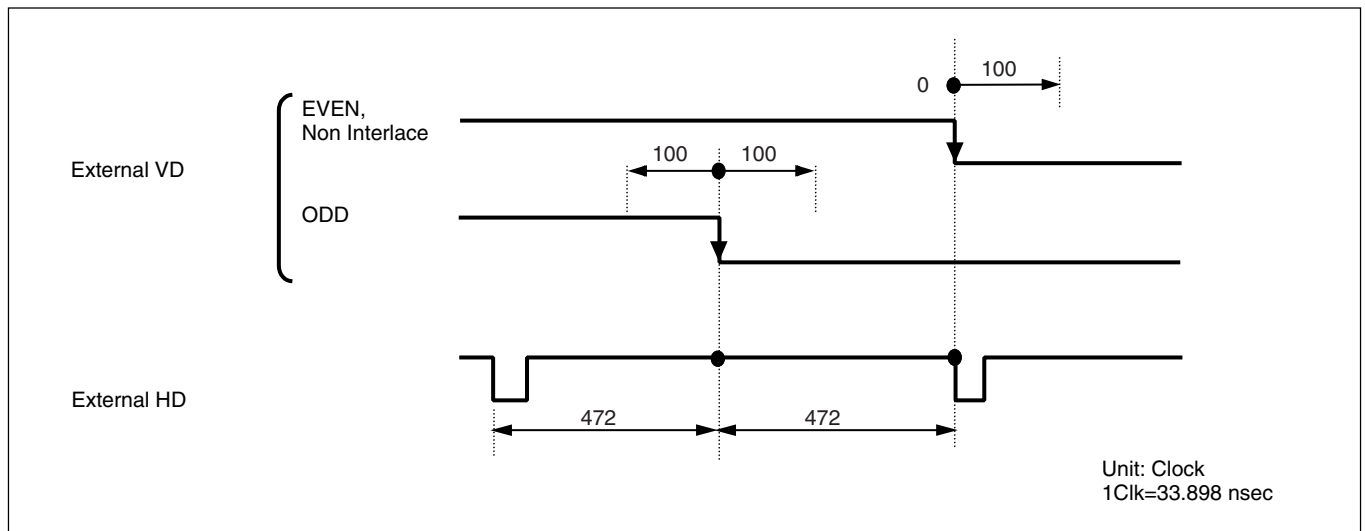 0
100
EVEN,
Non Interlace
100
100
External VD
ODD
External HD
472
472
Unit: Clock
1Clk=33.898 nsec